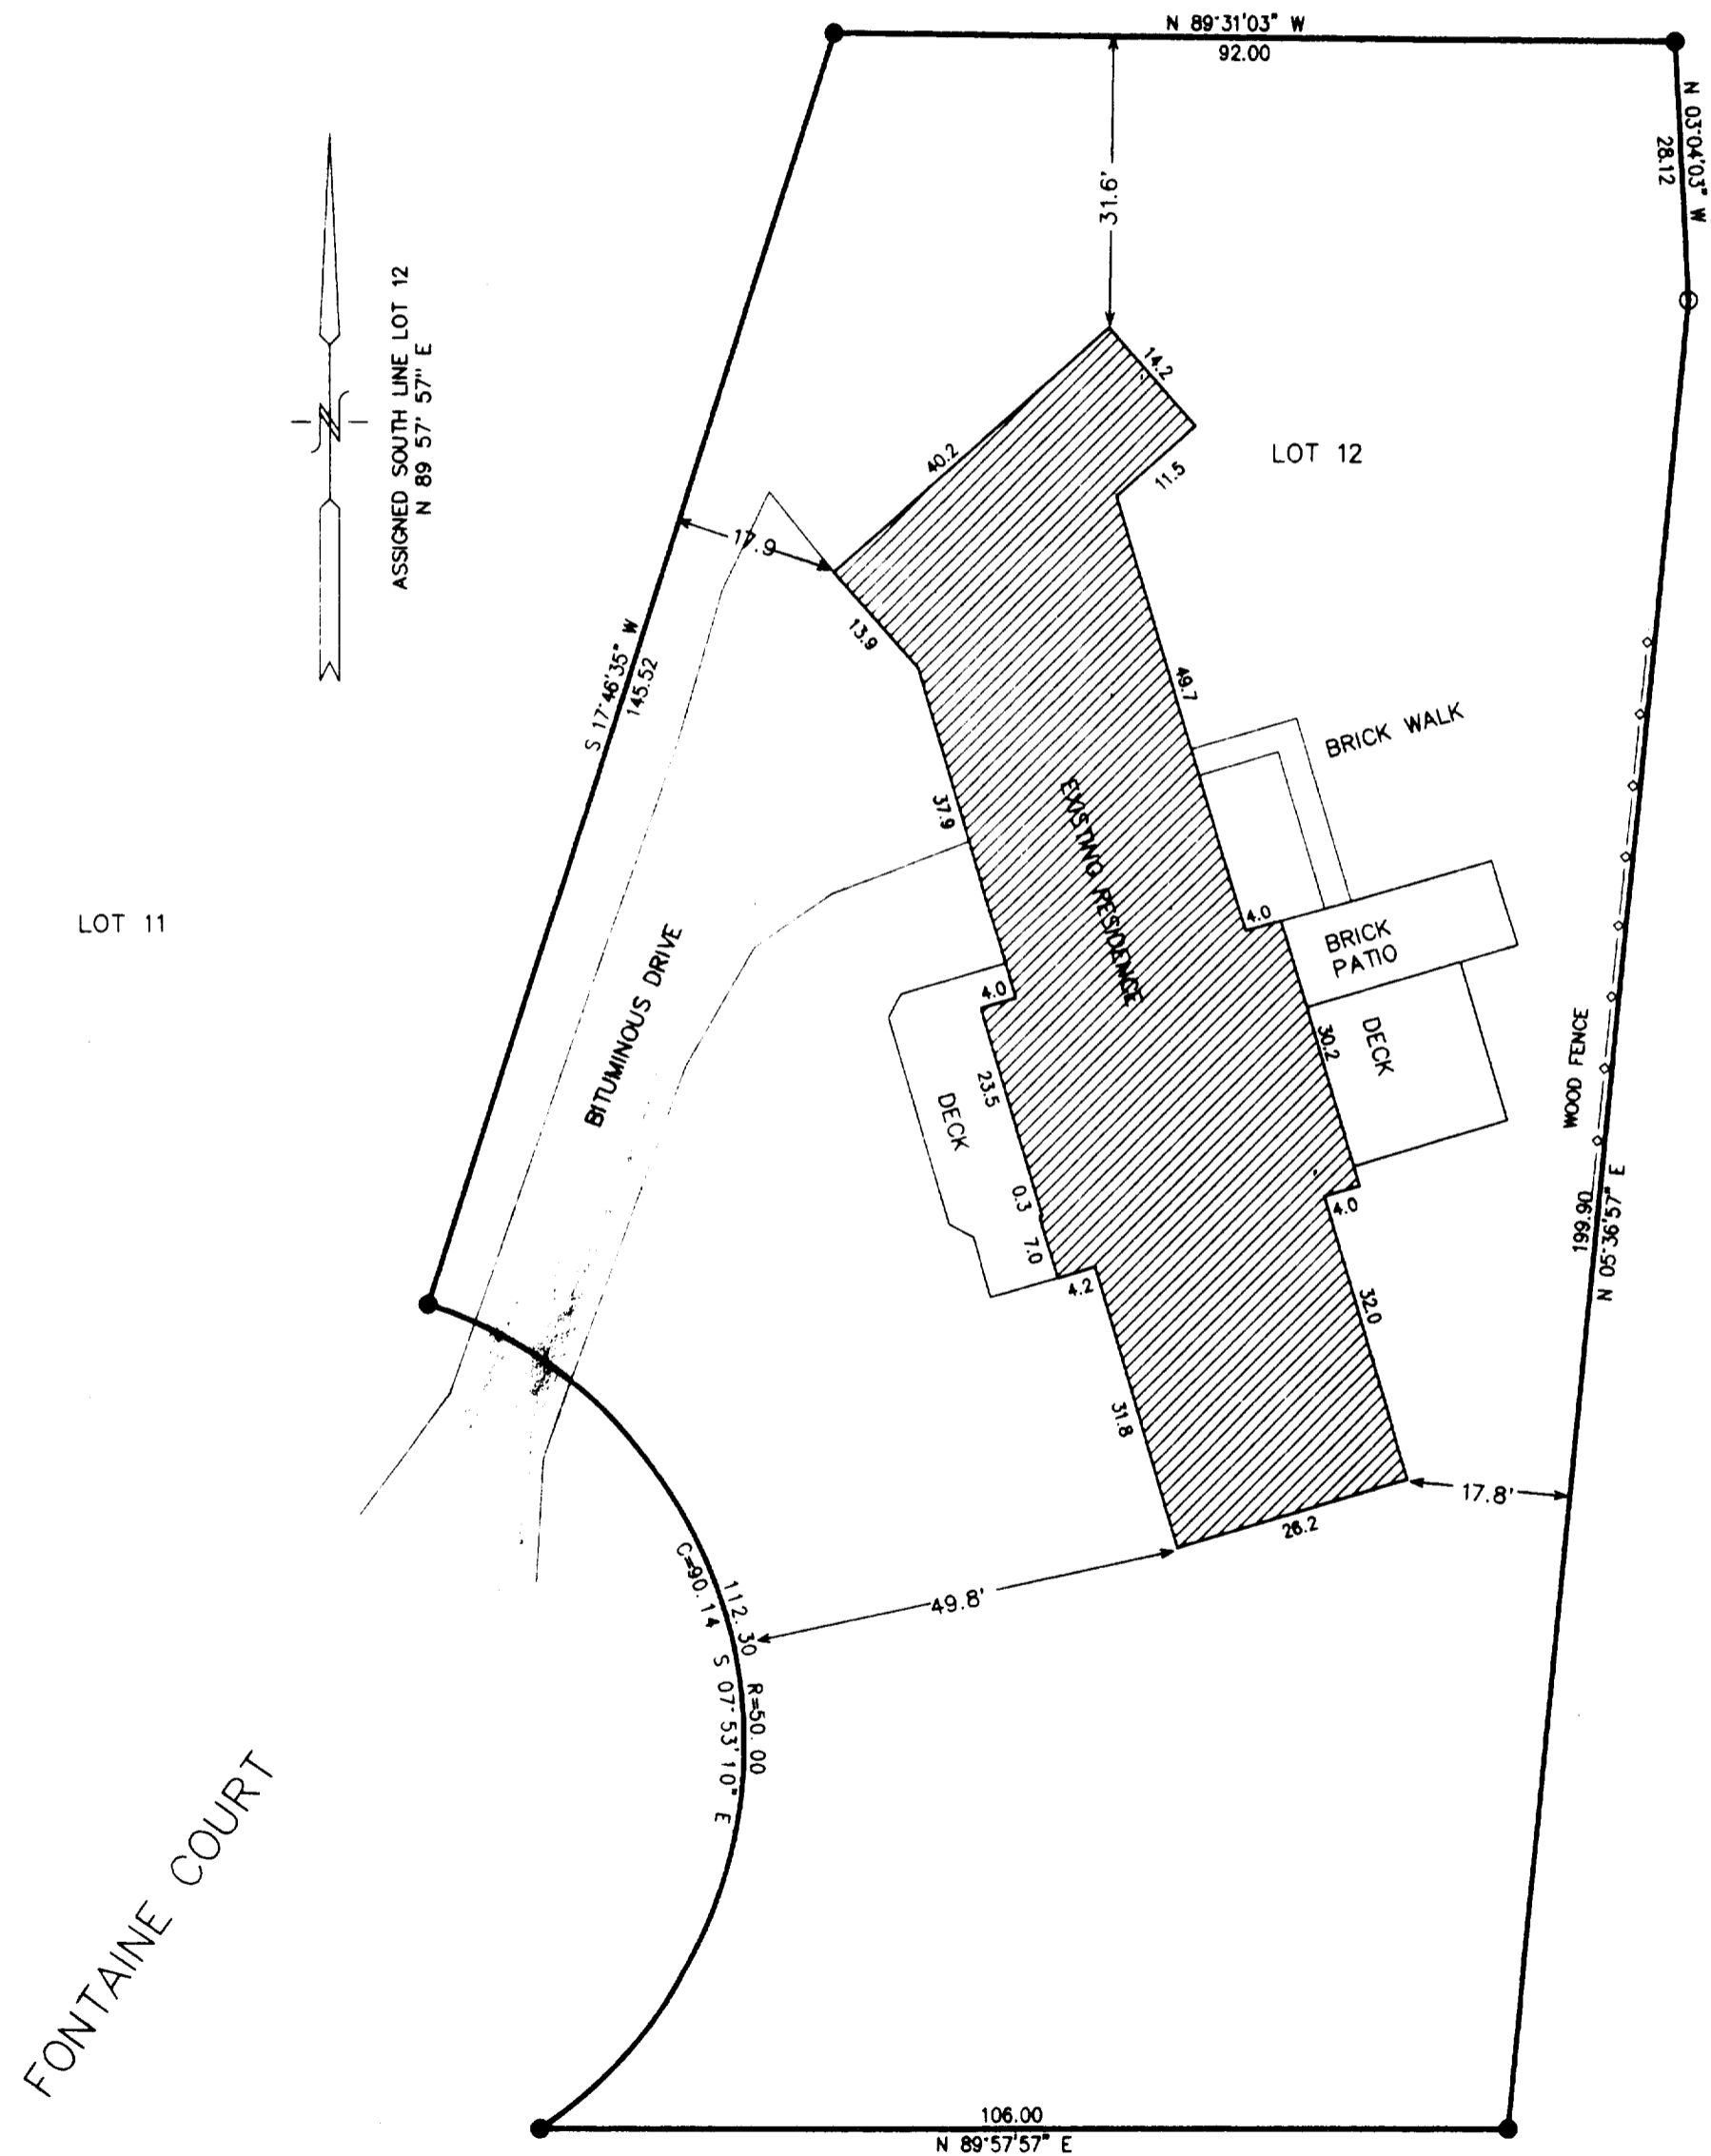 N 89°31'03" W
92.00
N 03°04'03" W
28.12
31.6'
ASSIGNED SOUTH LINE LOT 12
N 89 57' 57" E
14.2
LOT 12
40.2
11.5
17.9
13.9
S 17°46'35" W
145.52
49.7
BRICK WALK
37.9
EXISTING RESIDENCE
LOT 11
4.0
BRICK
PATIO
BITUMINOUS DRIVE
4.0
30.2
DECK
WOOD FENCE
23.5
DECK
0.3
7.0
4.0
199.90
N 05°36'57" E
4.2
32.0
31.8
17.8'
26.2
49.8'
C=90.14
112.30
S 07°53'10" E
R=50.00
FONTAINE COURT
106.00
N 89°57'57" E